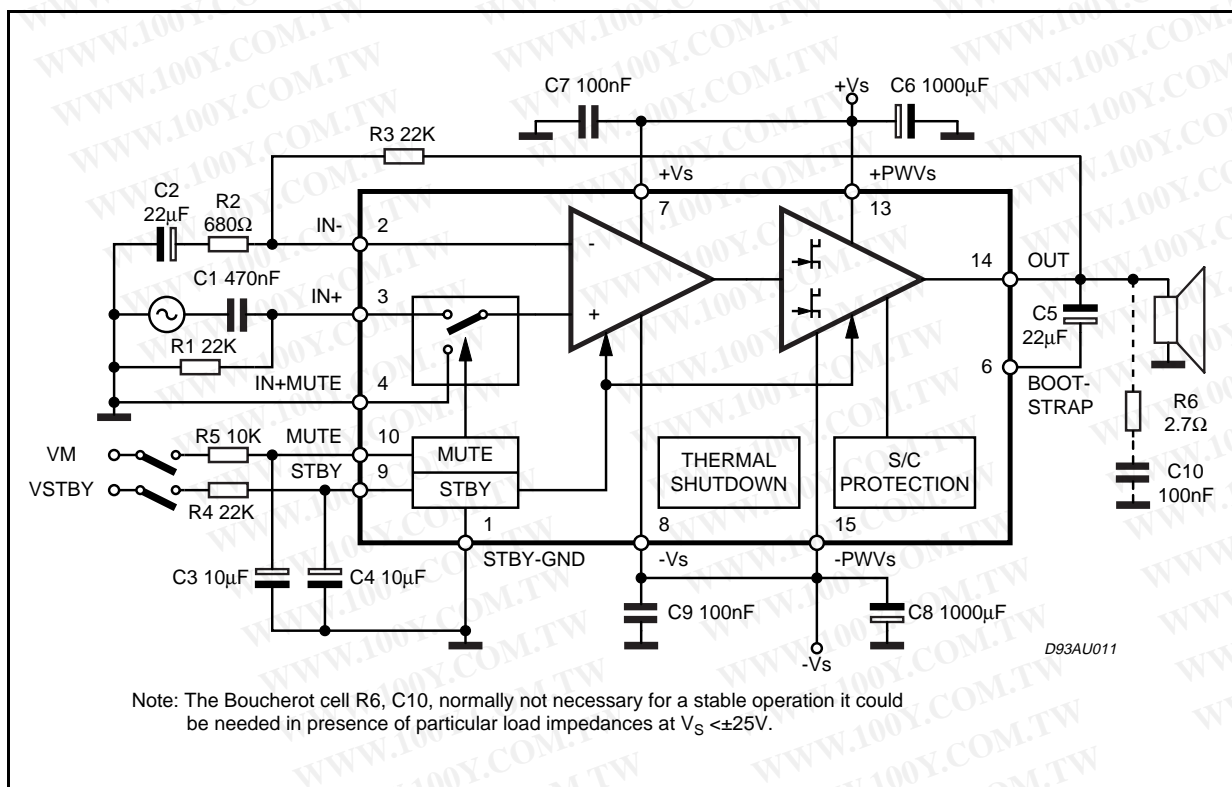 WWW.100Y.COM.TW
C7 100nF
+Vs
C6 1000µF
R3 22K
+Vs
+PWVs
C2
22µF
R2
680Ω
IN-
2
7
13
C1 470nF
IN+
3
-
+
14
OUT
C5
22µF
R1 22K
IN+MUTE
4
6
BOOT-
STRAP
R6
2.7Ω
VM
R5 10K
MUTE
10
MUTE
THERMAL
SHUTDOWN
S/C
PROTECTION
C10
100nF
VSTBY
R4 22K
STBY
9
STBY
1
8
15
STBY-GND
-Vs
-PWVs
C3 10µF
C4 10µF
C9 100nF
C8 1000µF
-Vs
D93AU011
Note: The Boucherot cell R6, C10, normally not necessary for a stable operation it could
be needed in presence of particular load impedances at VS <±25V.